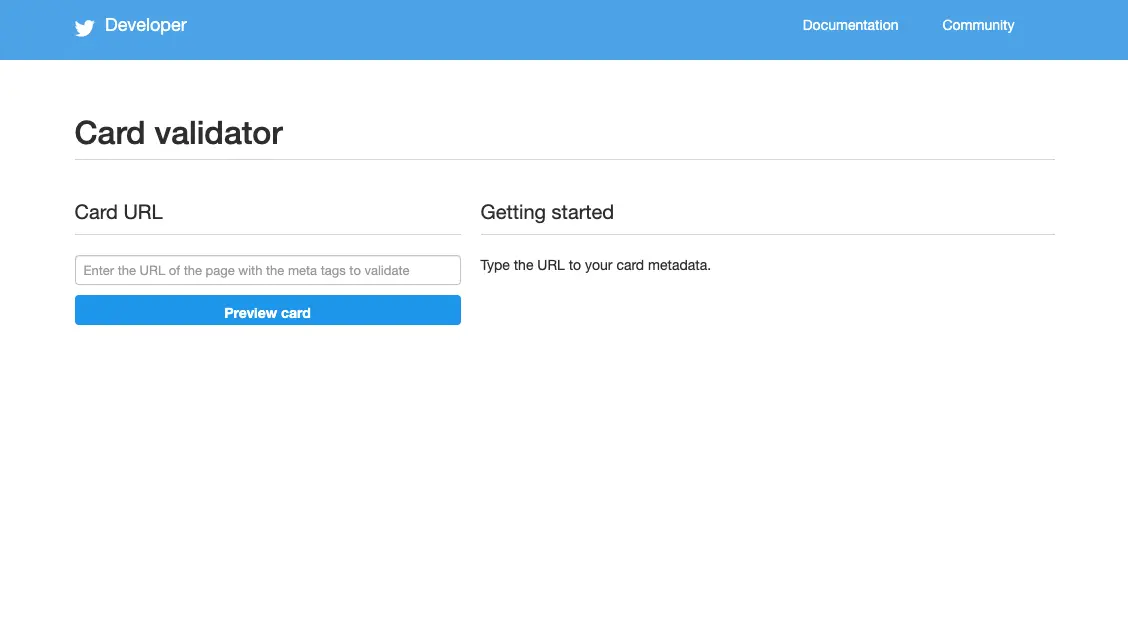 Developer
Documentation
Community
Card validator
Card URL
Getting started
Enter the URL of the page with the meta tags to validate
Type the URL to your card metadata.
Preview card